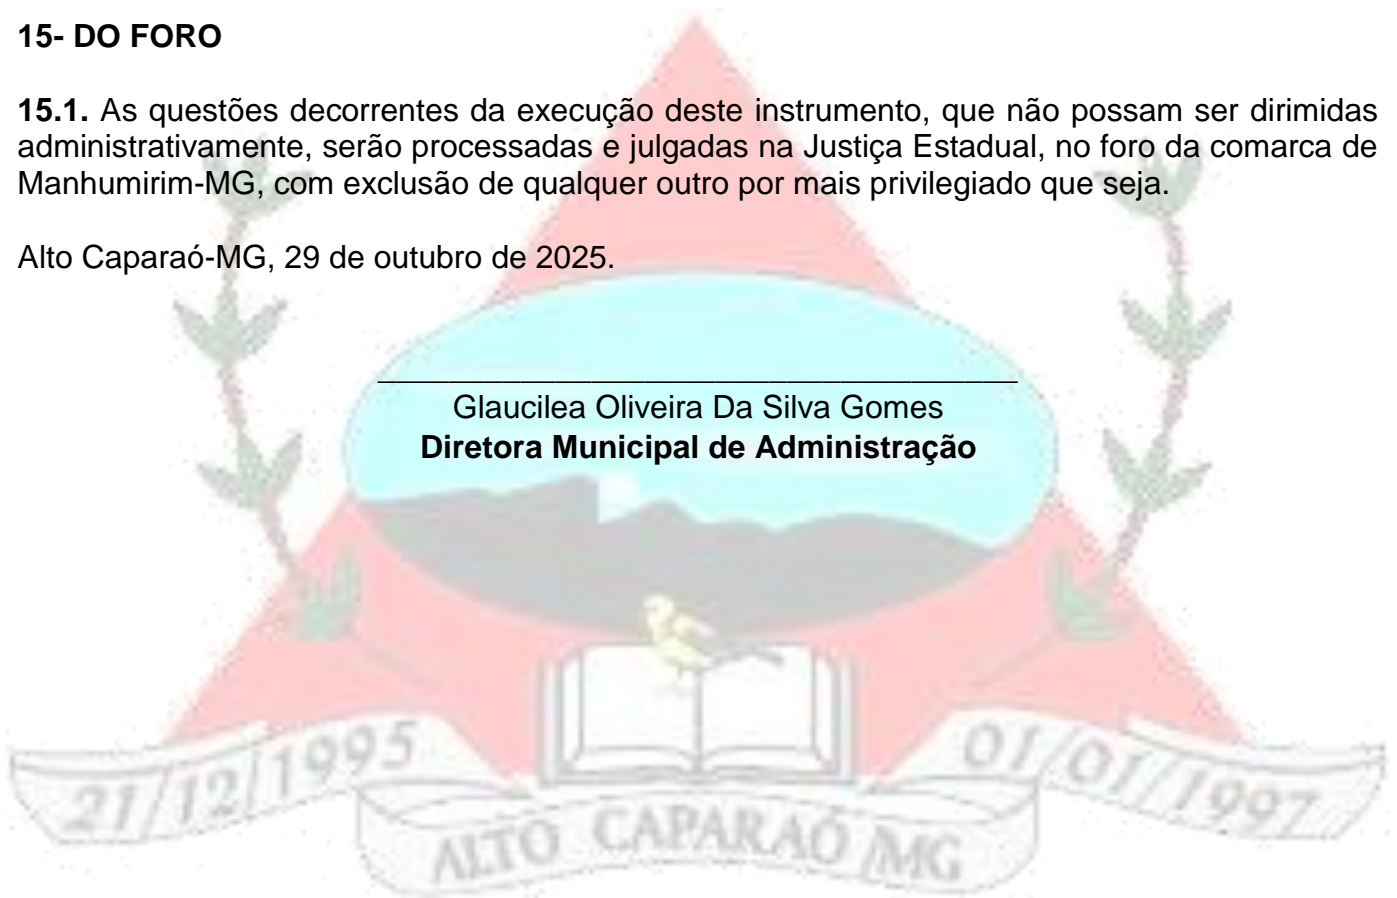 15- DO FORO
15.1. As questões decorrentes da execução deste instrumento, que não possam ser dirimidas
administrativamente, serão processadas e julgadas na Justiça Estadual, no foro da comarca de
Manhumirim-MG, com exclusão de qualquer outro por mais privilegiado que seja.
Alto Caparaó-MG, 29 de outubro de 2025.
Glaucilea Oliveira Da Silva Gomes
Diretora Municipal de Administração
21/12/1995
01/01/1997
ALTO CAPARAÓ MG